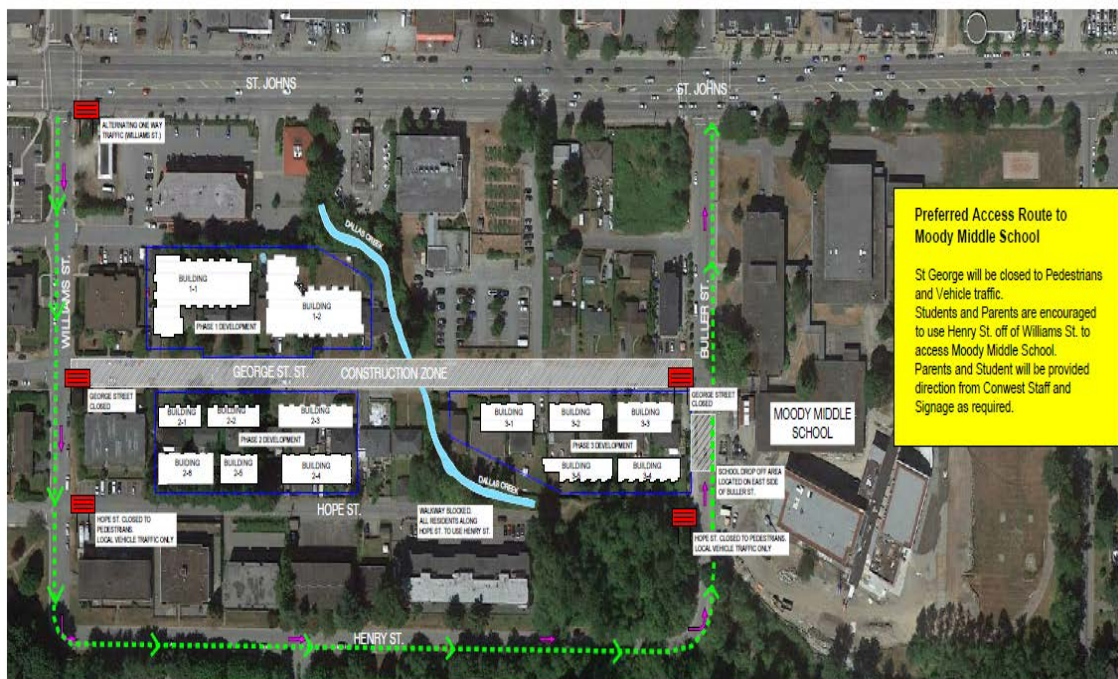 ST. JOHNS
ST. JOHNS
ALTERNATING ONE WAY
TRAFFIC (WILLIAMS ST.)
DALLAS CREEK
WILLIAMS ST.
BULLER ST.
BUILDING
1-1
BUILDING
1-2
PHASE 1 DEVELOPMENT
Preferred Access Route to
Moody Middle School
St George will be closed to Pedestrians
and Vehicle traffic.
Students and Parents are encouraged
to use Henry St. off of Williams St. to
access Moody Middle School.
Parents and Student will be provided
direction from Conwest Staff and
Signage as required.
GEORGE ST. ST. CONSTRUCTION ZONE
GEORGE STREET
CLOSED
GEORGE STREET
CLOSED
BUILDING
2-1
BUILDING
2-2
BUILDING
2-3
PHASE 2 DEVELOPMENT
BUILDING
2-6
BUILDING
2-5
BUILDING
2-4
BUILDING
3-1
BUILDING
3-2
BUILDING
3-3
PHASE 3 DEVELOPMENT
BUILDING
BUILDING
3-4
MOODY MIDDLE
SCHOOL
SCHOOL DROP OFF AREA
LOCATED ON EAST SIDE
OF BULLER ST.
DALLAS CREEK
HOPE ST.
WALKWAY BLOCKED.
ALL RESIDENTS ALONG
HOPE ST. TO USE HENRY ST.
HOPE ST. CLOSED TO
PEDESTRIANS.
LOCAL VEHICLE TRAFFIC ONLY
HOPE ST. CLOSED TO PEDESTRIANS.
LOCAL VEHICLE TRAFFIC ONLY
HENRY ST.